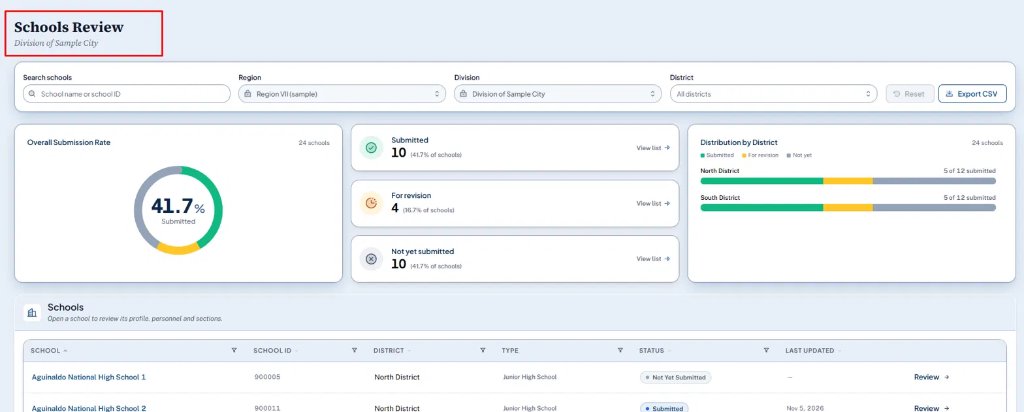 Schools Review
Division of Sample City
Search schools
School name or school ID
Region
Region VII (sample)
Division
Division of Sample City
District
All districts
Reset
Export CSV
Overall Submission Rate
24 schools
41.7%
Submitted
Submitted
10 (41.7% of schools)
View list →
For revision
4 (16.7% of schools)
View list →
Not yet submitted
10 (41.7% of schools)
View list →
Distribution by District
24 schools
Submitted For revision Not yet
North District 5 of 12 submitted
South District 5 of 12 submitted
Schools
Open a school to review its profile, personnel and sections.
SCHOOL SCHOOL ID DISTRICT TYPE STATUS LAST UPDATED
Aguinaldo National High School 1 900005 North District Junior High School Not Yet Submitted — Review →
Aguinaldo National High School 2 900011 North District Junior High School Submitted Nov 5, 2026 Review →